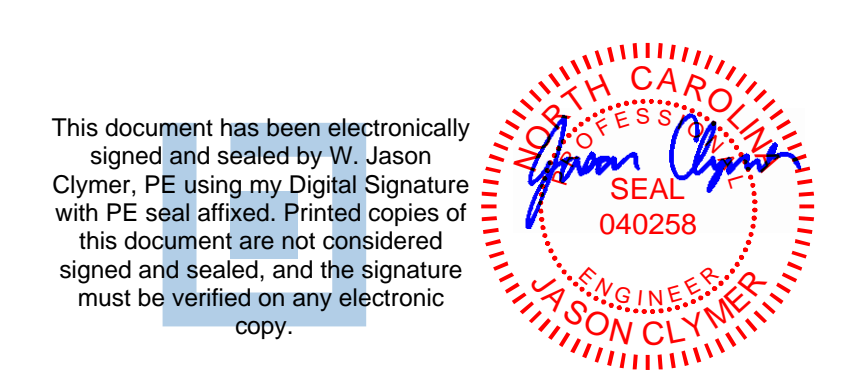 This document has been electronically
signed and sealed by W. Jason
Clymer, PE using my Digital Signature
with PE seal affixed. Printed copies of
this document are not considered
signed and sealed, and the signature
must be verified on any electronic
copy.
NORTH CAROLINA
PROFESSIONAL
Jason Clymer
SEAL
040258
ENGINEER
JASON CLYMER